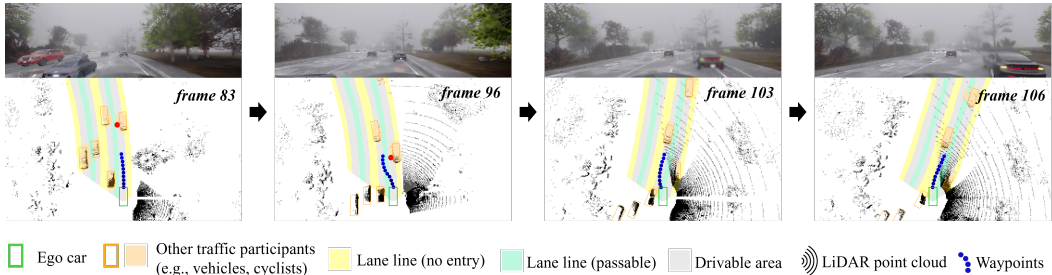 frame 83
frame 96
frame 103
frame 106
Ego car
Other traffic participants
(e.g., vehicles, cyclists)
Lane line (no entry)
Lane line (passable)
Drivable area
LiDAR point cloud
Waypoints